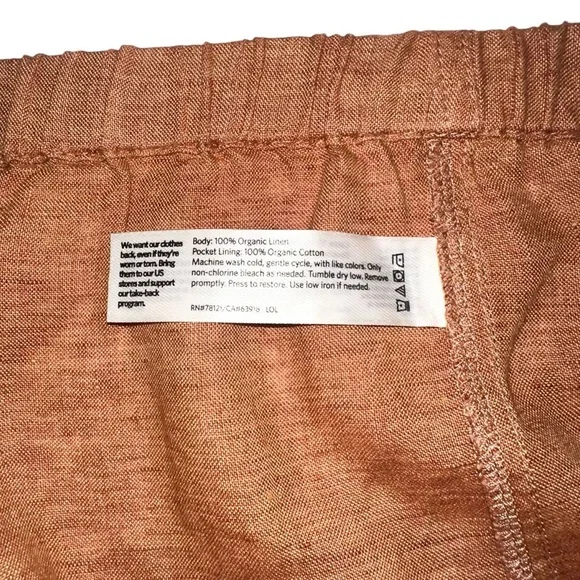 We want our clothes
back, even if they're
worn or torn. Bring
them to our US
stores and support
our take-back
program.
Body: 100% Organic Linen
Pocket Lining: 100% Organic Cotton
Machine wash cold, gentle cycle, with like colors. Only
non-chlorine bleach as needed. Tumble dry low. Remove
promptly. Press to restore. Use low iron if needed.
RN#78121/CA#63916 LOL